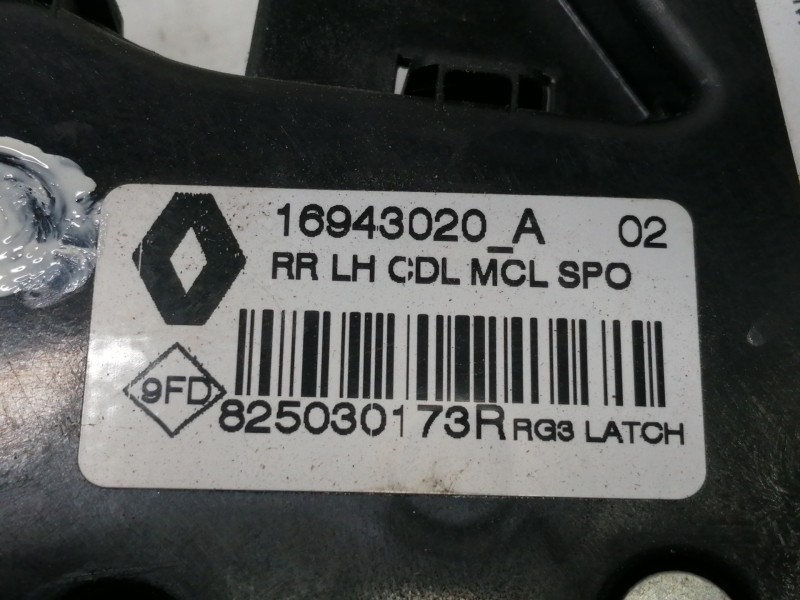 16943020_A 02
RR LH CDL MCL SPO
9FD
825030173R RG3 LATCH